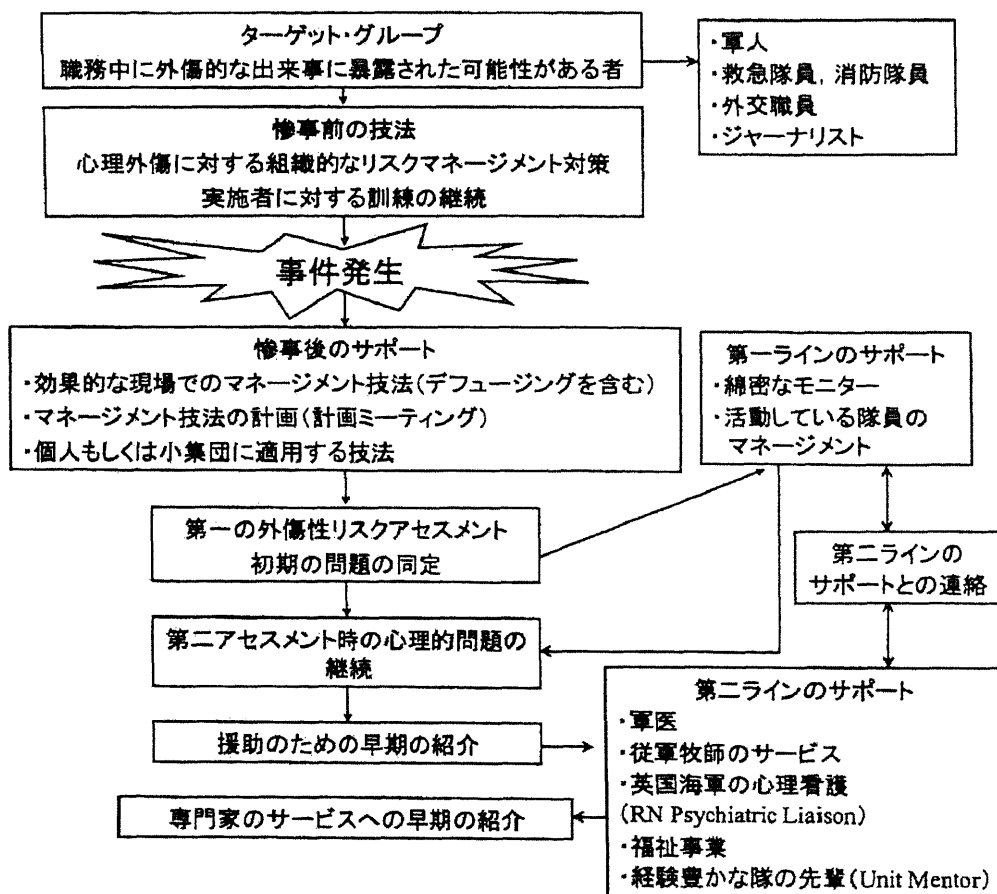 ターゲット・グループ
職務中に外傷的な出来事に暴露された可能性がある者
・軍人
・救急隊員, 消防隊員
・外交職員
・ジャーナリスト
惨事前の技法
心理外傷に対する組織的なリスクマネージメント対策
実施者に対する訓練の継続
事件発生
惨事後のサポート
・効果的な現場でのマネージメント技法(デフュージングを含む)
・マネージメント技法の計画(計画ミーティング)
・個人もしくは小集団に適用する技法
第一ラインのサポート
・綿密なモニター
・活動している隊員の
マネージメント
第一の外傷性リスクアセスメント
初期の問題の同定
第二ラインの
サポートとの連絡
第二アセスメント時の心理的問題の
継続
援助のための早期の紹介
専門家のサービスへの早期の紹介
第二ラインのサポート
・軍医
・従軍牧師のサービス
・英国海軍の心理看護
(RN Psychiatric Liaison)
・福祉事業
・経験豊かな隊の先輩(Unit Mentor)